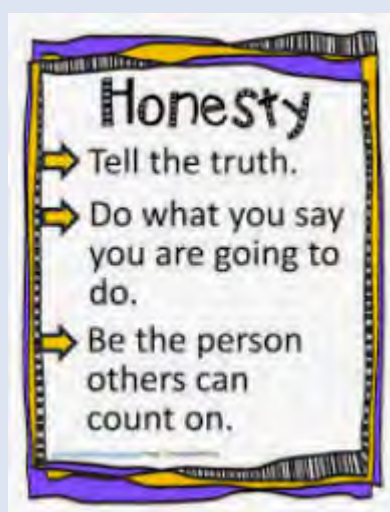 Honesty
Tell the truth.
Do what you say
you are going to
do.
Be the person
others can
count on.